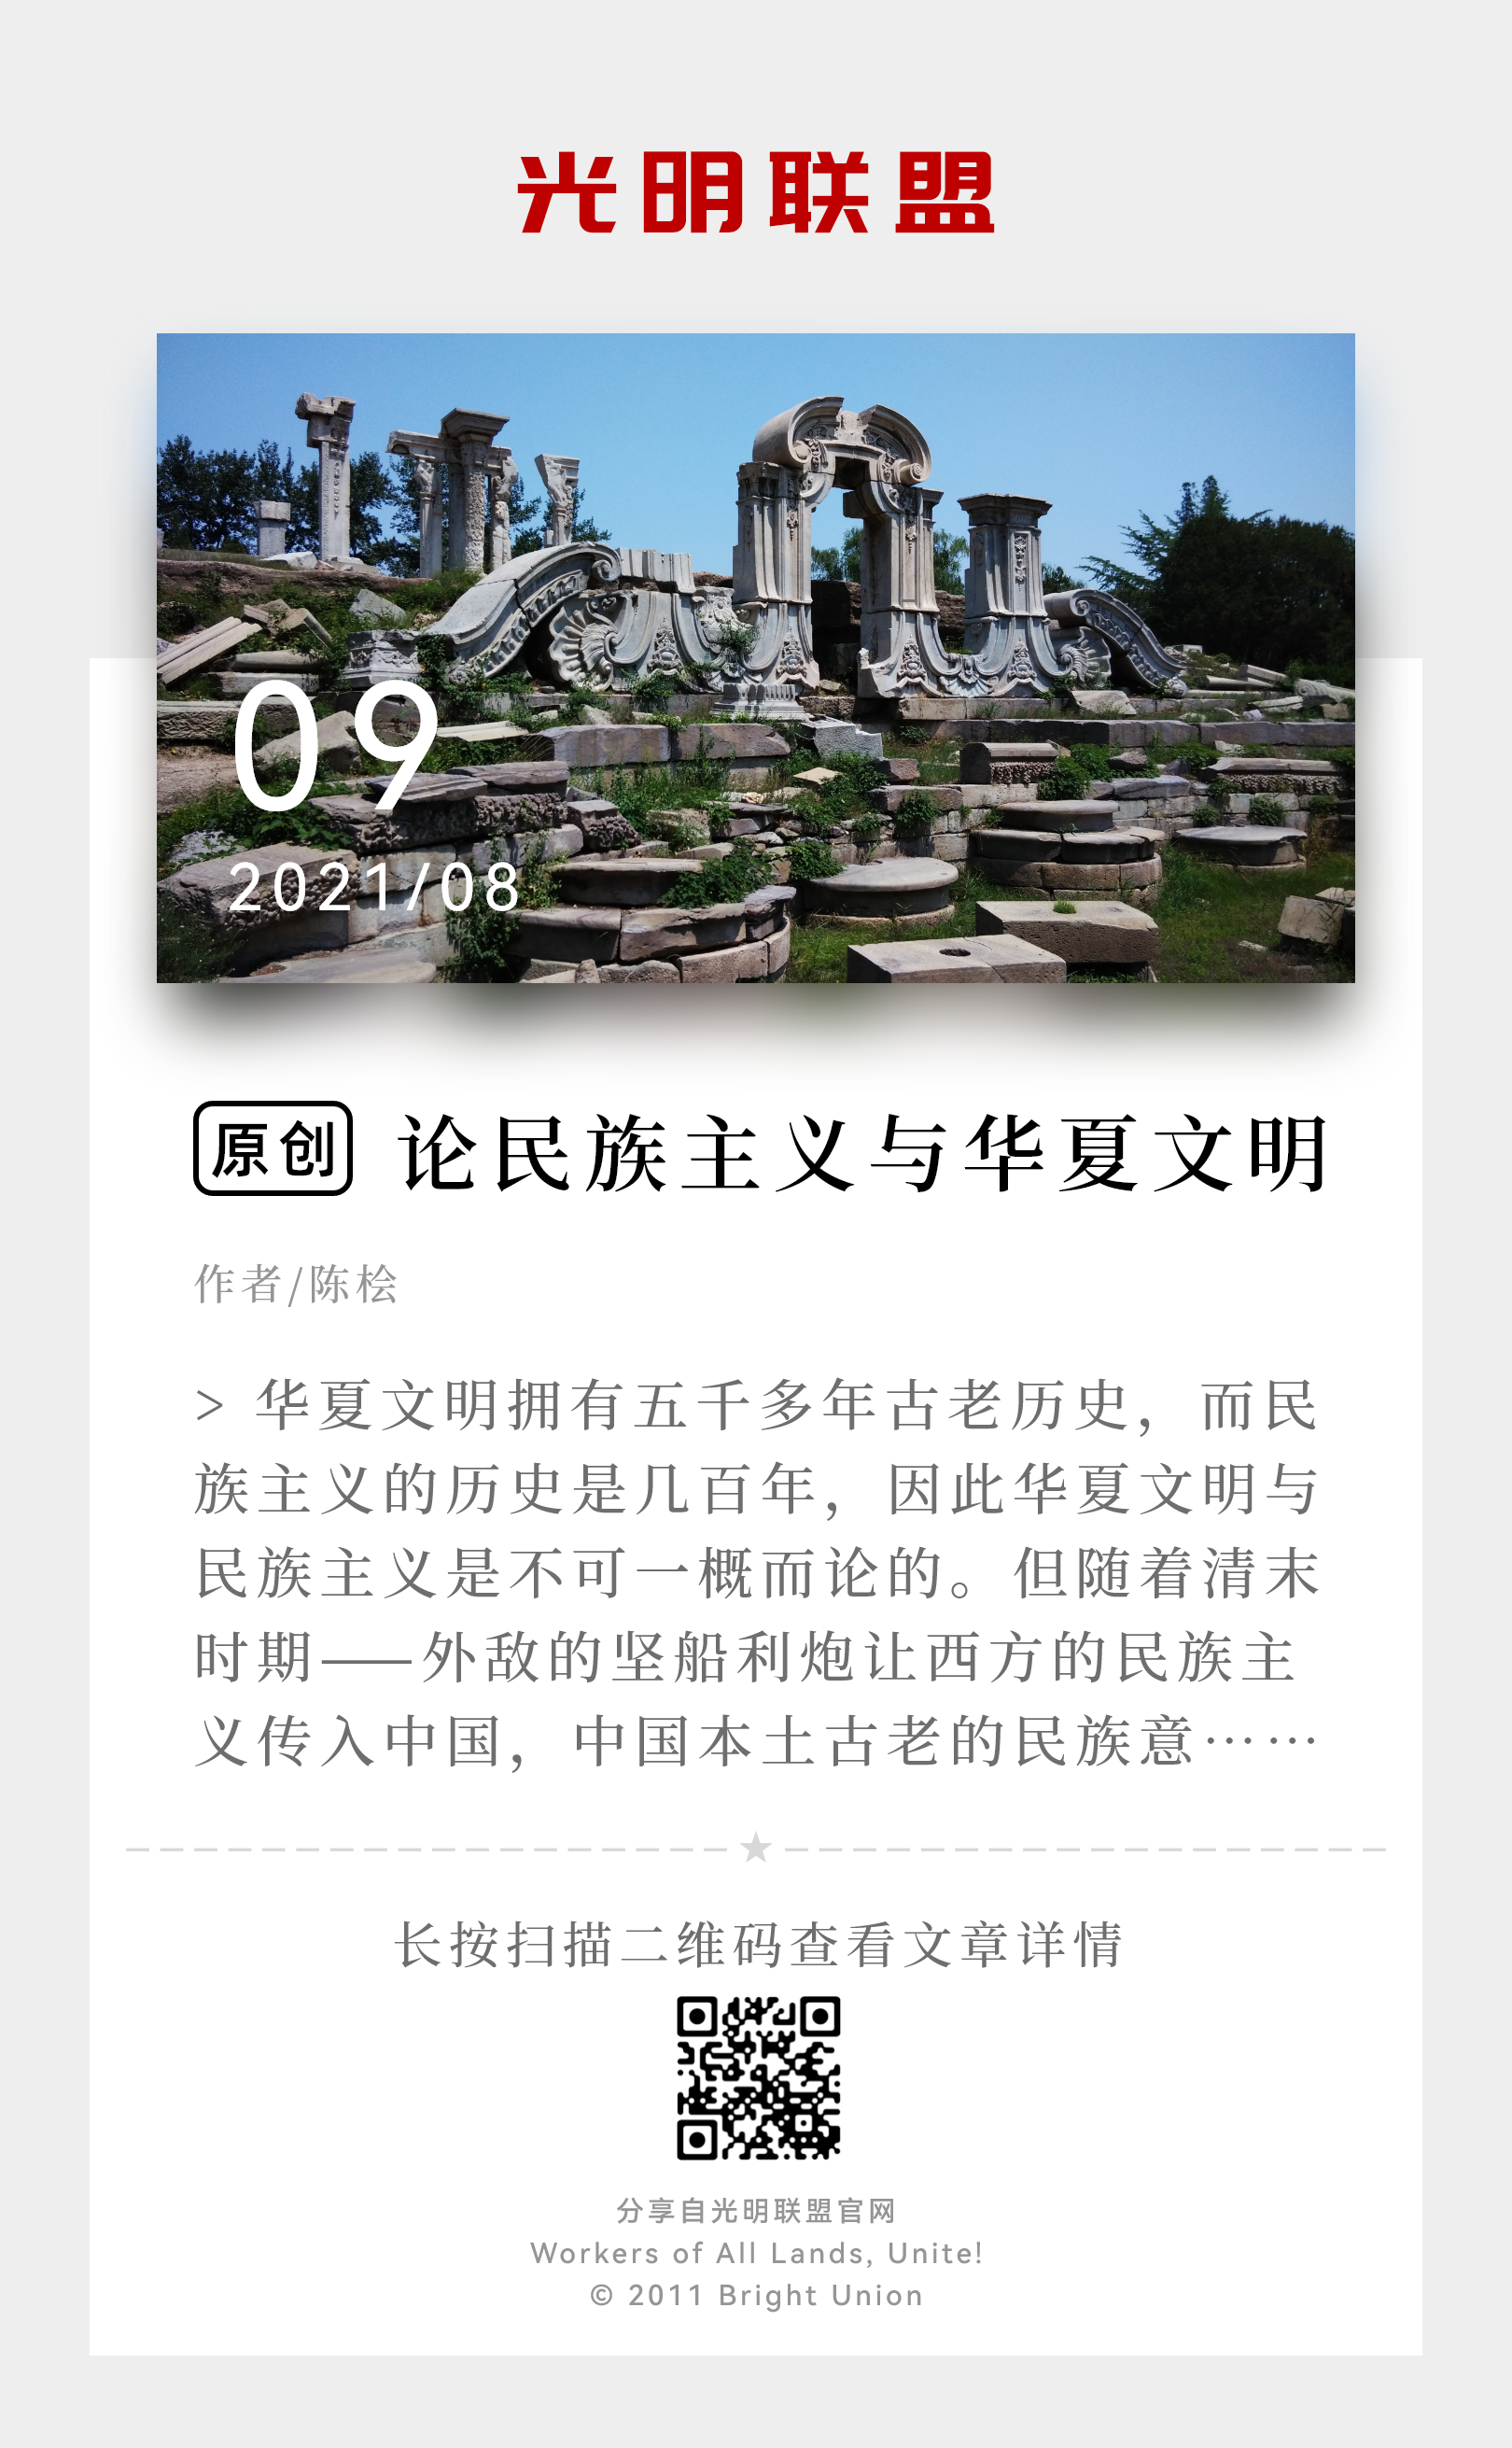 光明联盟
09
2021/08
原创 论民族主义与华夏文明
作者/陈桧
> 华夏文明拥有五千多年古老历史，而民
族主义的历史是几百年，因此华夏文明与
民族主义是不可一概而论的。但随着清末
时期——外敌的坚船利炮让西方的民族主
义传入中国，中国本土古老的民族意……
长按扫描二维码查看文章详情
分享自光明联盟官网
Workers of All Lands, Unite!
© 2011 Bright Union